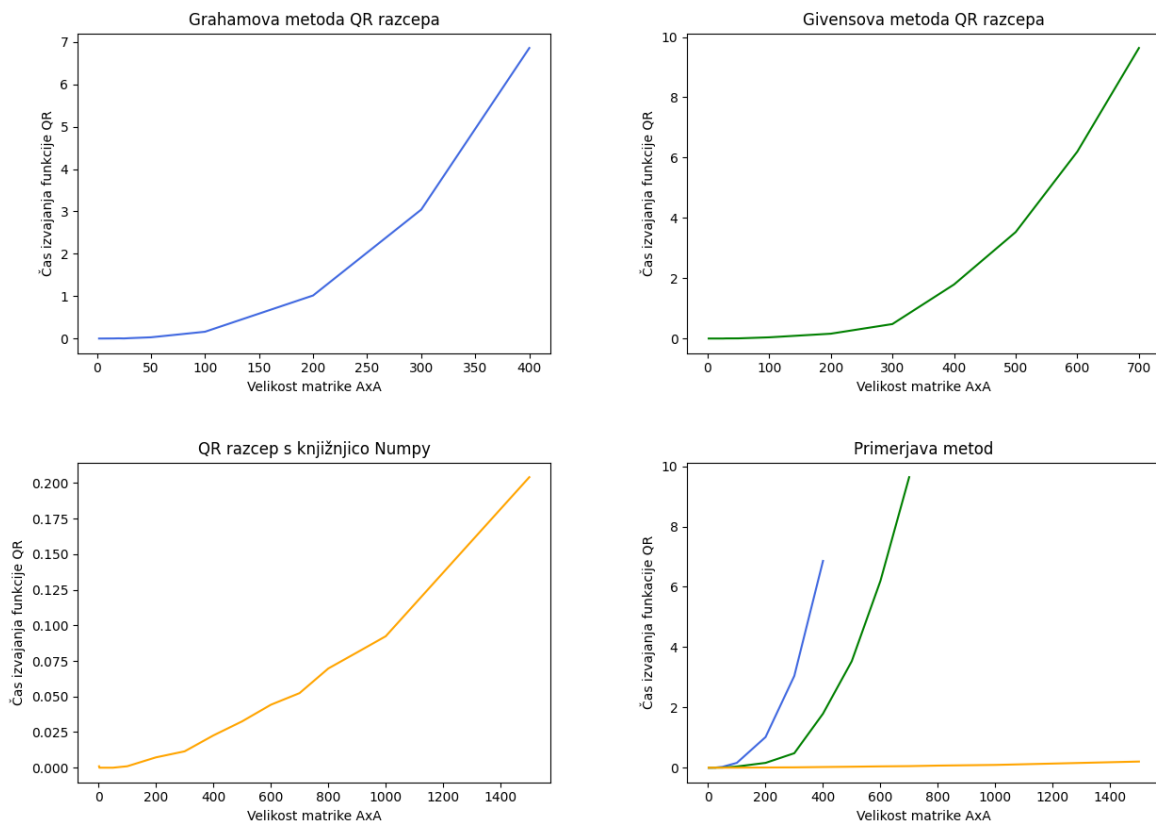 Grahamova metoda QR razcepa
7
6
5
4
3
2
1
0
Čas izvajanja funkcije QR
0 50 100 150 200 250 300 350 400
Velikost matrike AxA
Givensova metoda QR razcepa
10
8
6
4
2
0
Čas izvajanja funkcije QR
0 100 200 300 400 500 600 700
Velikost matrike AxA
QR razcep s knjižnjico Numpy
0.200
0.175
0.150
0.125
0.100
0.075
0.050
0.025
0.000
Čas izvajanja funkcije QR
0 200 400 600 800 1000 1200 1400
Velikost matrike AxA
Primerjava metod
10
8
6
4
2
0
Čas izvajanja funkacije QR
0 200 400 600 800 1000 1200 1400
Velikost matrike AxA